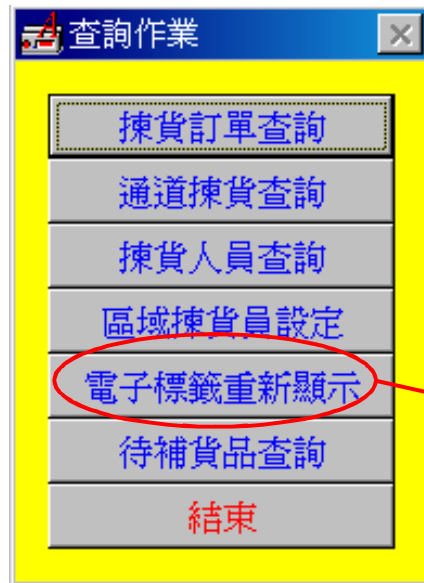 查詢作業
揀貨訂單查詢
通道揀貨查詢
揀貨人員查詢
區域揀貨員設定
電子標籤重新顯示
待補貨品查詢
結束